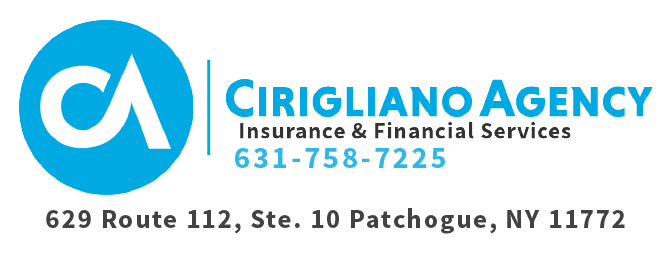 CA
CIRIGLIANO AGENCY
Insurance & Financial Services
631-758-7225
629 Route 112, Ste. 10 Patchogue, NY 11772